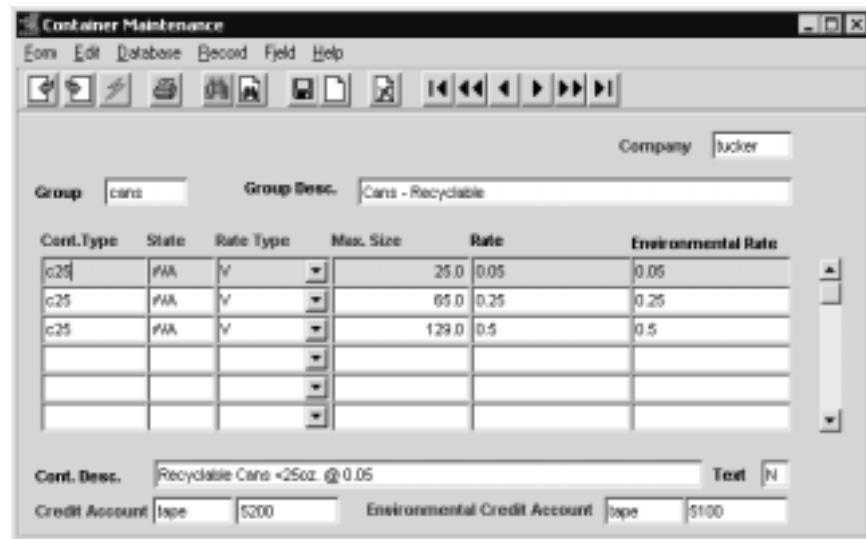 Container Maintenance
Form Edit Database Record Field Help
Company tucker
Group cans Group Desc. Cans - Recyclable
Cont.Type State Rate Type Max. Size Rate Environmental Rate
c25 V 25.0 0.05 0.05
c25 V 65.0 0.25 0.25
c25 V 129.0 0.5 0.5
Cont. Desc. Recyclable Cans <25oz. @ 0.05 Text N
Credit Account tape 5200 Environmental Credit Account tape 5100